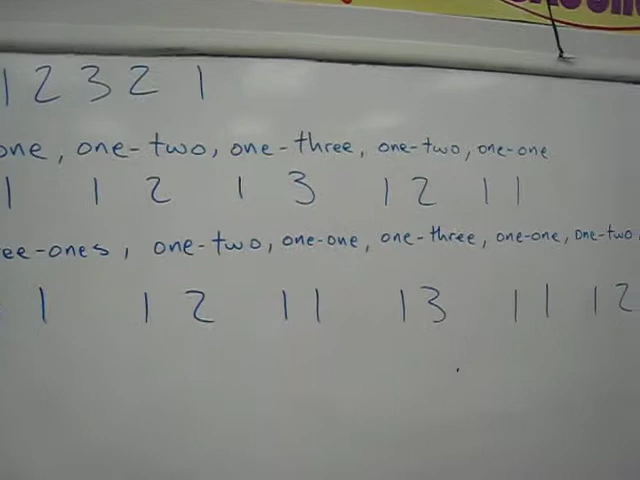 1 2 3 2 1
one, one-two, one-three, one-two, one-one
1 1 2 1 3 1 2 1 1
ee-ones, one-two, one-one, one-three, one-one, one-two,
1 1 2 1 1 1 3 1 1 1 2